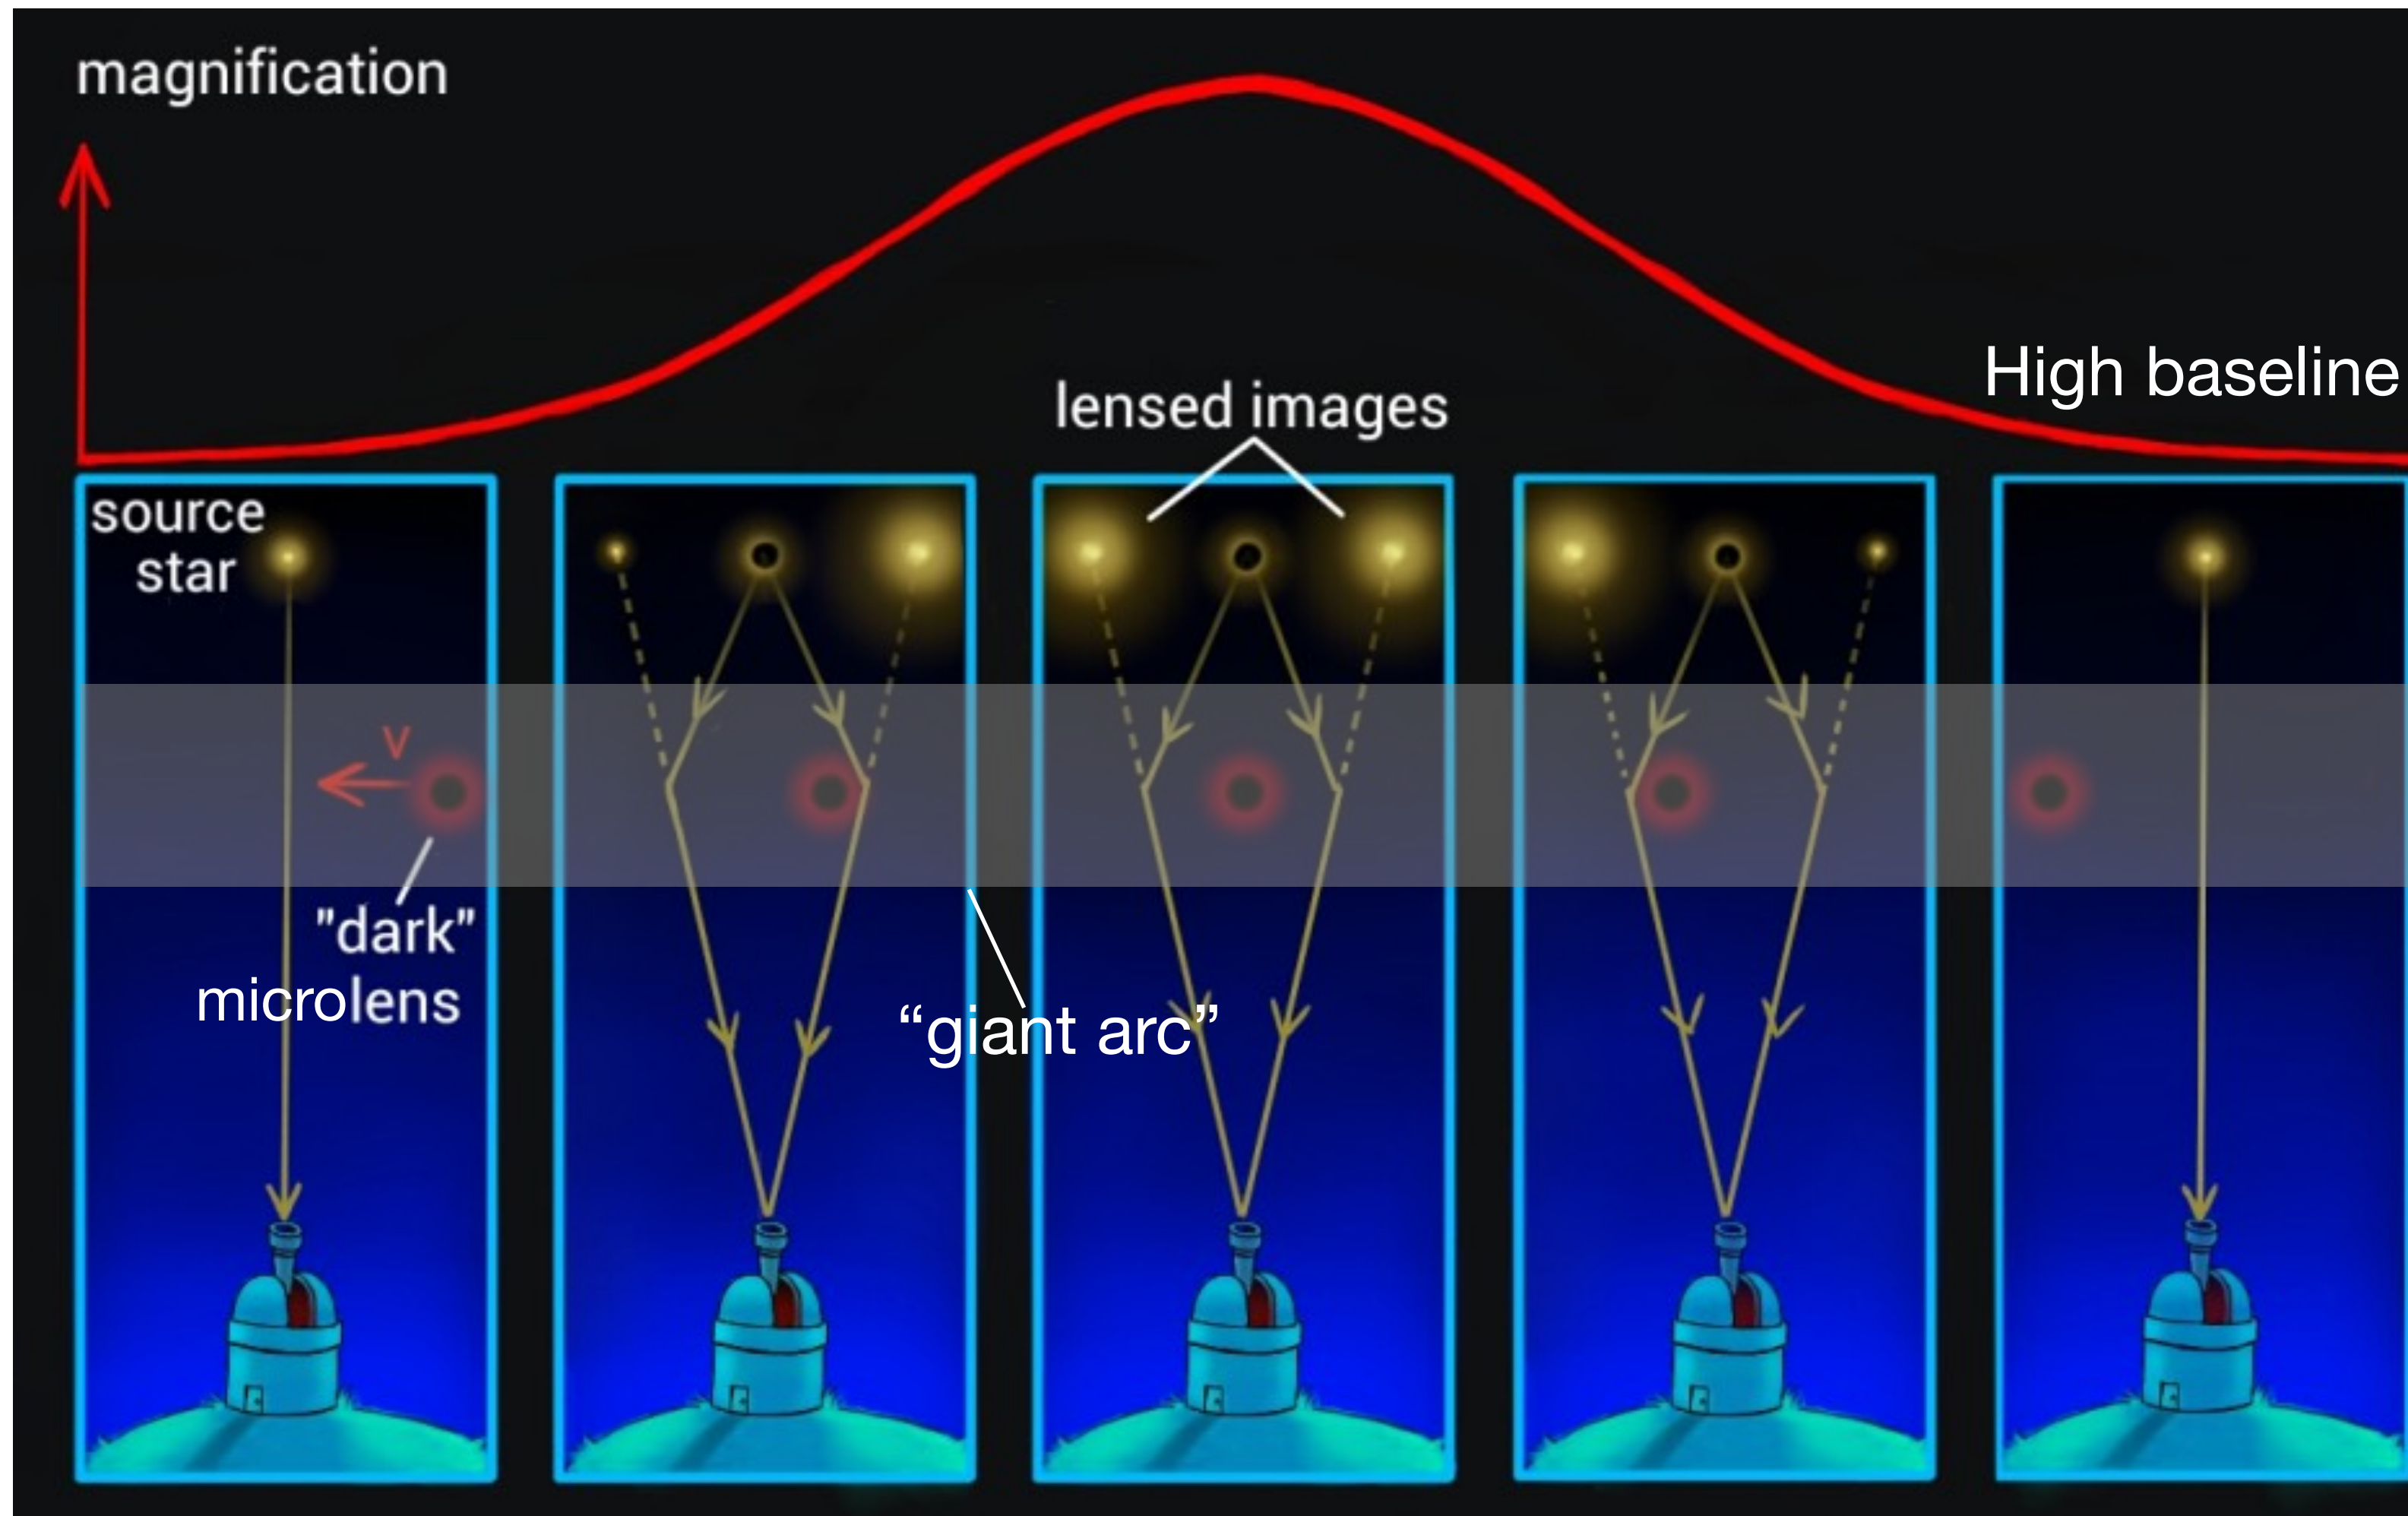 magnification
High baseline
lensed images
source
star
v
"dark"
microlens
“giant arc”